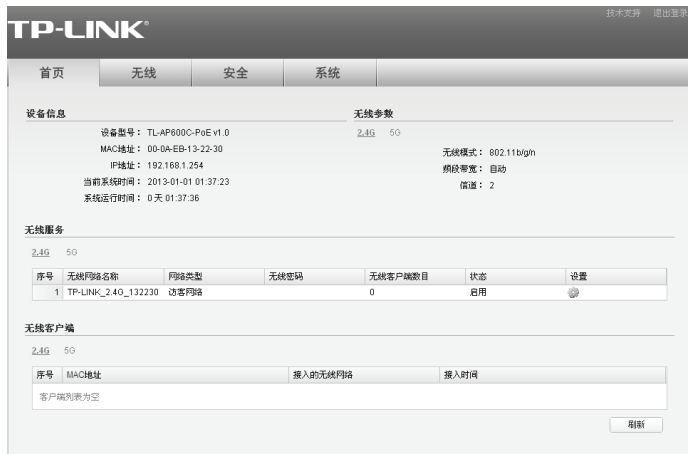 技术支持 退出登录
TP-LINK®
首页 无线 安全 系统
设备信息
设备型号： TL-AP600C-PoE v1.0
MAC地址： 00-0A-EB-13-22-30
IP地址： 192.168.1.254
当前系统时间： 2013-01-01 01:37:23
系统运行时间： 0 天 01:37:36
无线参数
2.4G 5G
无线模式： 802.11b/g/n
频段带宽： 自动
信道： 2
无线服务
2.4G 5G
序号 无线网络名称 网络类型 无线密码 无线客户端数目 状态 设置
1 TP-LINK_2.4G_132230 访客网络 0 启用
无线客户端
2.4G 5G
序号 MAC地址 接入的无线网络 接入时间
客户端列表为空
刷新